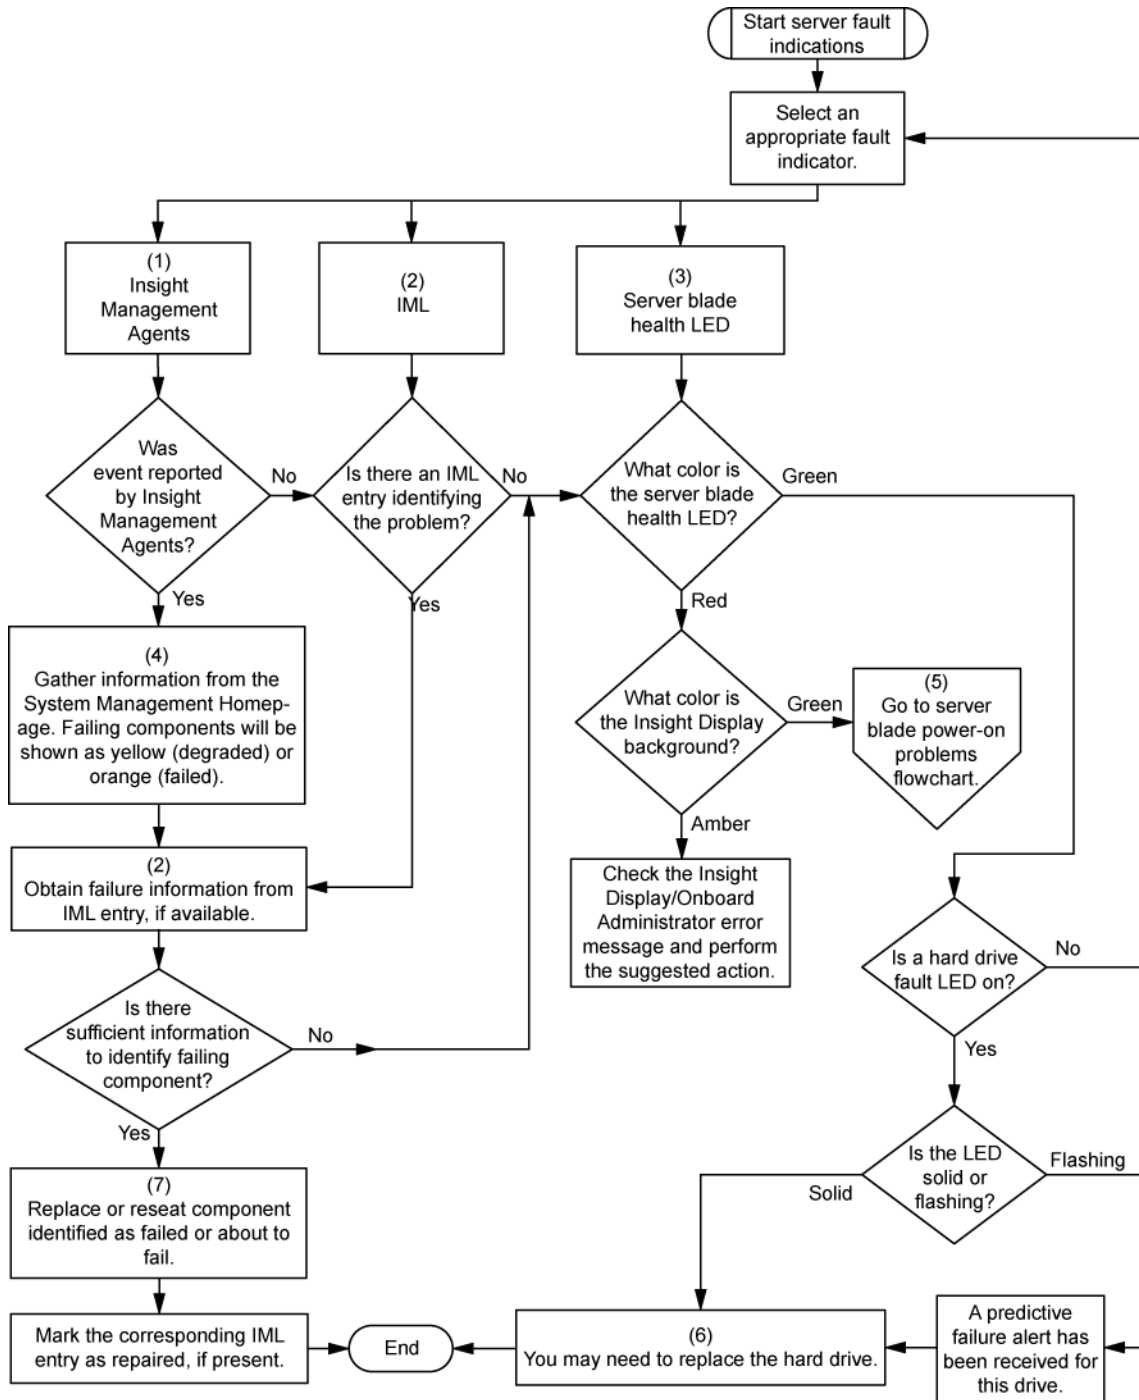 Start server fault
indications
Select an
appropriate fault
indicator.
(1)
Insight
Management
Agents
(2)
IML
(3)
Server blade
health LED
Was
event reported
by Insight
Management
Agents?
No
Yes
Is there an IML
entry identifying
the problem?
No
Yes
What color is
the server blade
health LED?
Green
Red
(4)
Gather information from the
System Management Homep-
age. Failing components will be
shown as yellow (degraded) or
orange (failed).
What color is
the Insight Display
background?
Green
Amber
(5)
Go to server
blade power-on
problems
flowchart.
(2)
Obtain failure information from
IML entry, if available.
Check the Insight
Display/Onboard
Administrator error
message and perform
the suggested action.
Is a hard drive
fault LED on?
No
Yes
Is there
sufficient information
to identify failing
component?
No
Yes
Is the LED
solid or
flashing?
Flashing
Solid
(7)
Replace or reseat component
identified as failed or about to
fail.
Mark the corresponding IML
entry as repaired, if present.
End
(6)
You may need to replace the hard drive.
A predictive
failure alert has
been received for
this drive.